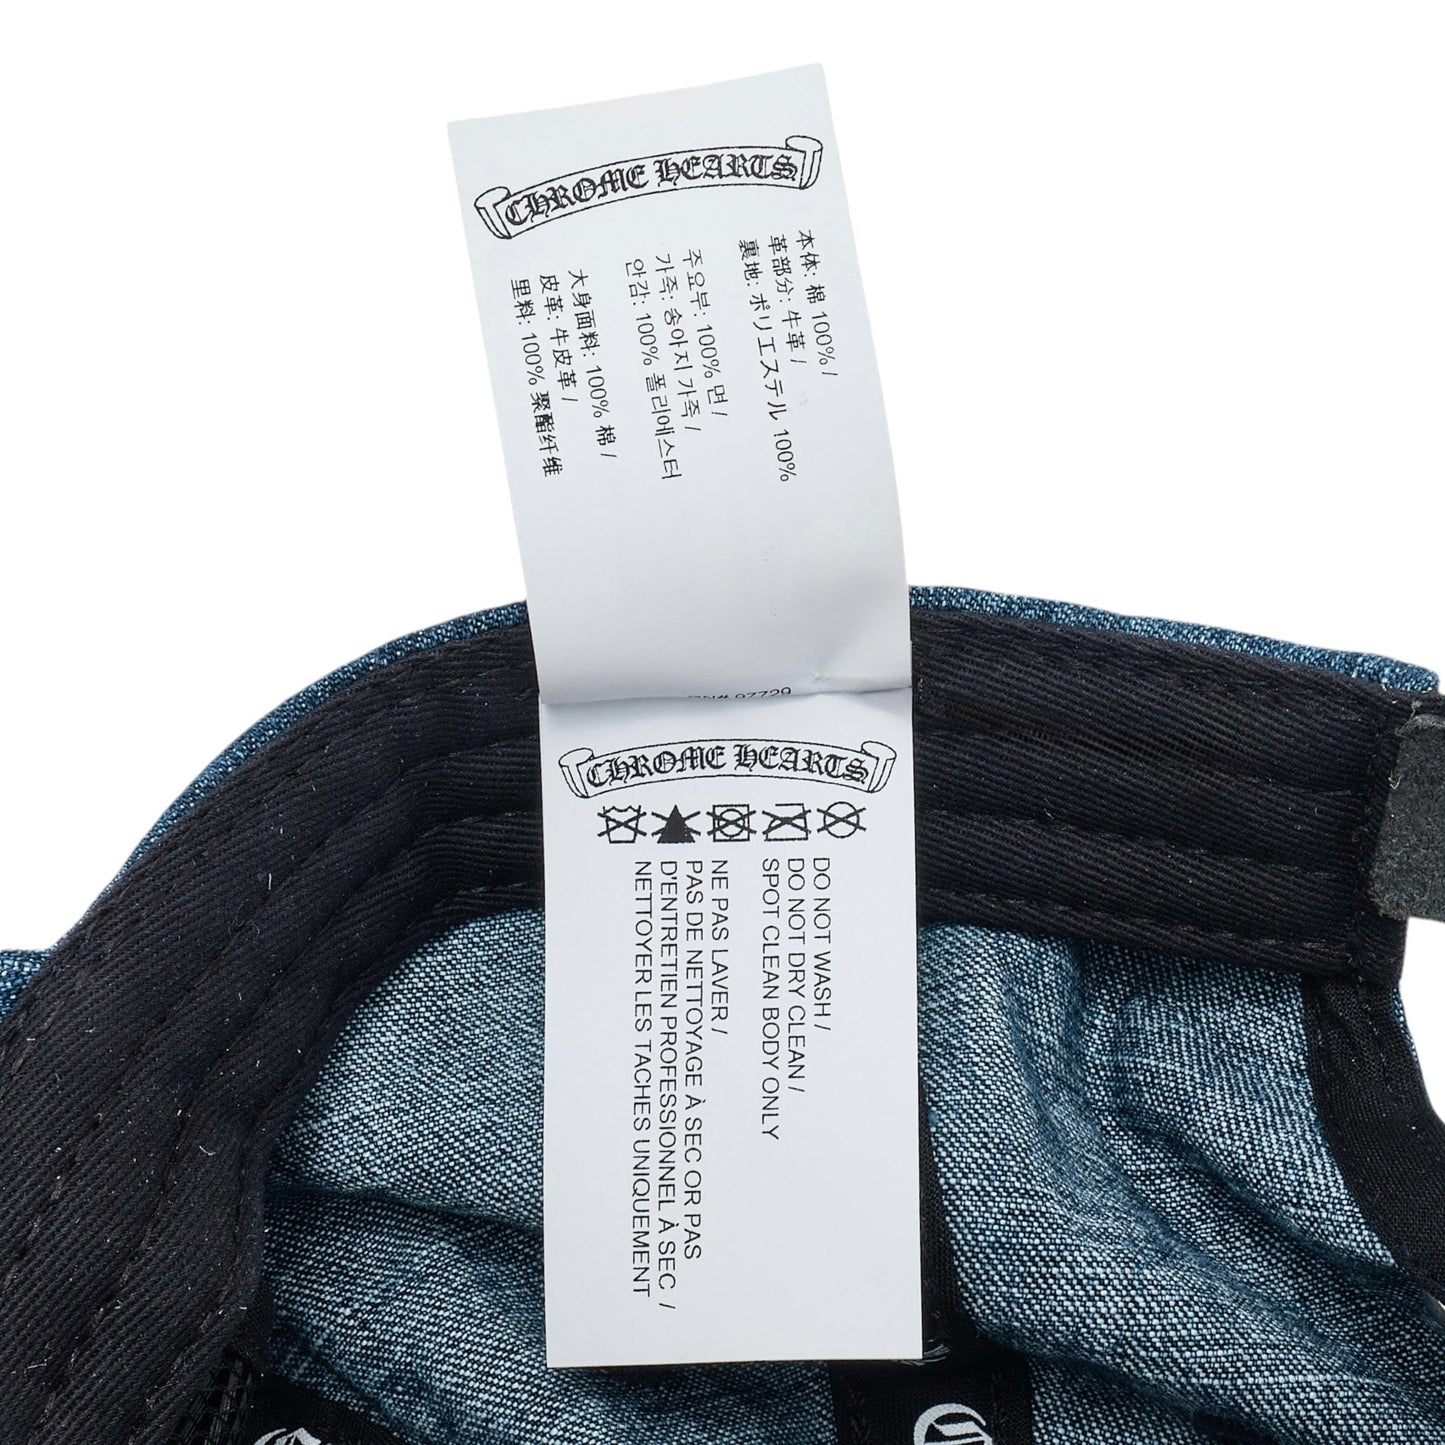 CHROME HEARTS
本体: 棉 100% /
革部分: 牛革 /
裏地: ポリエステル 100%
주요부: 100% 면 /
가죽: 송아지 가죽 /
안감: 100% 폴리에스터
大身面料: 100% 棉 /
皮革: 牛皮革 /
里料: 100% 聚酯纤维
RN# 97729
CHROME HEARTS
DO NOT WASH /
DO NOT DRY CLEAN /
SPOT CLEAN BODY ONLY
NE PAS LAVER /
PAS DE NETTOYAGE À SEC OR PAS
D'ENTRETIEN PROFESSIONNEL À SEC /
NETTOYER LES TACHES UNIQUEMENT